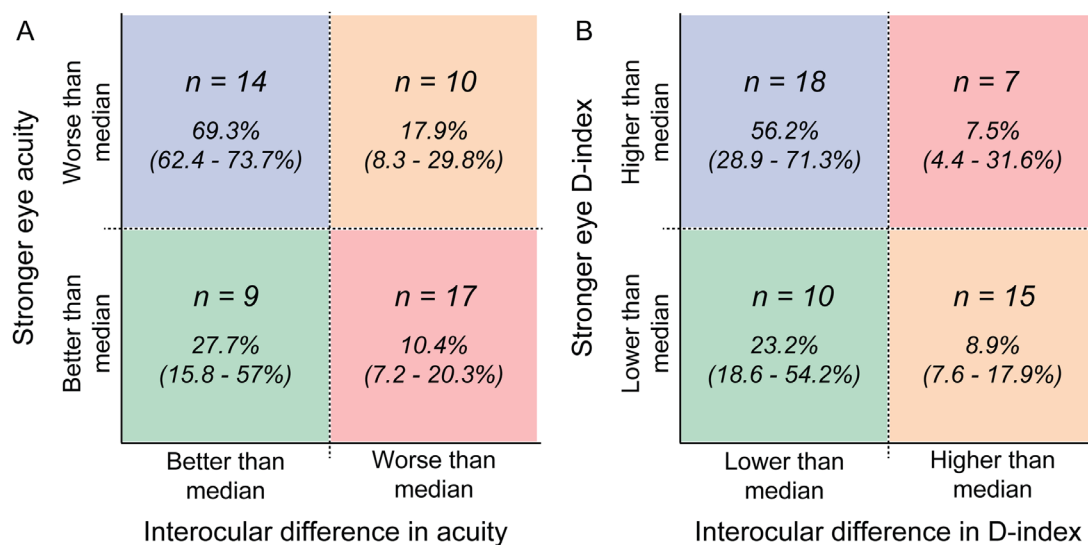 A
Stronger eye acuity
Worse than
median
Better than
median
n = 14
69.3%
(62.4 - 73.7%)
n = 10
17.9%
(8.3 - 29.8%)
n = 9
27.7%
(15.8 - 57%)
n = 17
10.4%
(7.2 - 20.3%)
Better than
median
Worse than
median
Interocular difference in acuity
B
Stronger eye D-index
Higher than
median
Lower than
median
n = 18
56.2%
(28.9 - 71.3%)
n = 7
7.5%
(4.4 - 31.6%)
n = 10
23.2%
(18.6 - 54.2%)
n = 15
8.9%
(7.6 - 17.9%)
Lower than
median
Higher than
median
Interocular difference in D-index